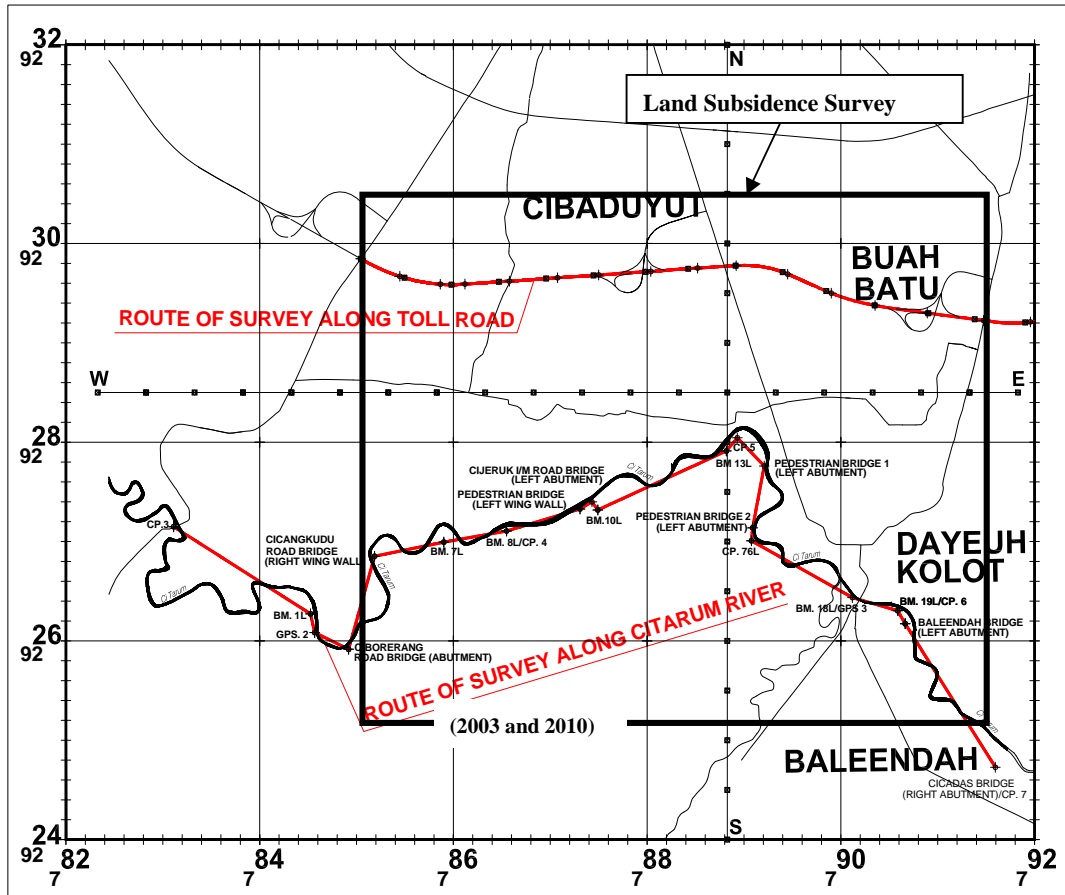 32
92
N
Land Subsidence Survey
CIBADUYUT
30
92
BUAH
BATU
ROUTE OF SURVEY ALONG TOLL ROAD
W
E
28
92
CP.5
BM 13L
CIJERUK I/M ROAD BRIDGE
(LEFT ABUTMENT)
Ci Tarum
PEDESTRIAN BRIDGE 1
(LEFT ABUTMENT)
PEDESTRIAN BRIDGE
(LEFT WING WALL)
BM.10L
CP.3
PEDESTRIAN BRIDGE 2
(LEFT ABUTMENT)
CICANGKUDU
ROAD BRIDGE
(RIGHT WING WALL)
BM. 7L
BM. 8L/CP. 4
CP. 76L
DAYEUH
KOLOT
Ci Tarum
Ci Tarum
Ci Tarum
BM. 1L
BM. 18L/GPS 3
BM. 19L/CP. 6
GPS. 2
BALEENDAH BRIDGE
(LEFT ABUTMENT)
26
92
CIBORERANG
ROAD BRIDGE (ABUTMENT)
ROUTE OF SURVEY ALONG CITARUM RIVER
(2003 and 2010)
Ci Tarum
BALEENDAH
CICADAS BRIDGE
(RIGHT ABUTMENT)/CP. 7
S
24
92
82 84 86 88 90 92
7 7 7 7 7 7